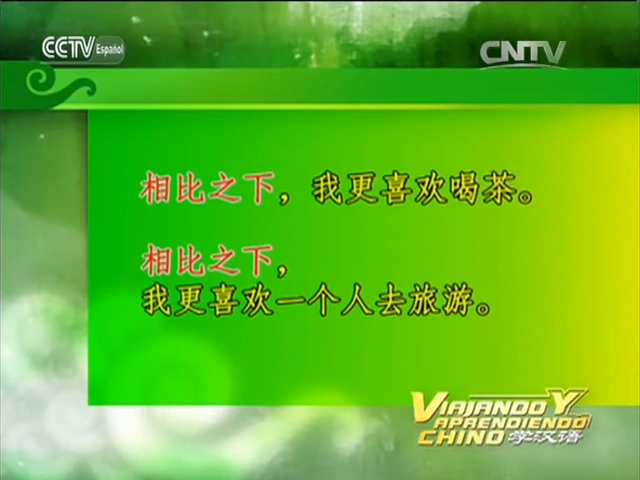 CCTV Español
CNTV
相比之下，我更喜欢喝茶。
相比之下，
我更喜欢一个人去旅游。
VIAJANDO Y
APRENDIENDO
CHINO 学汉语